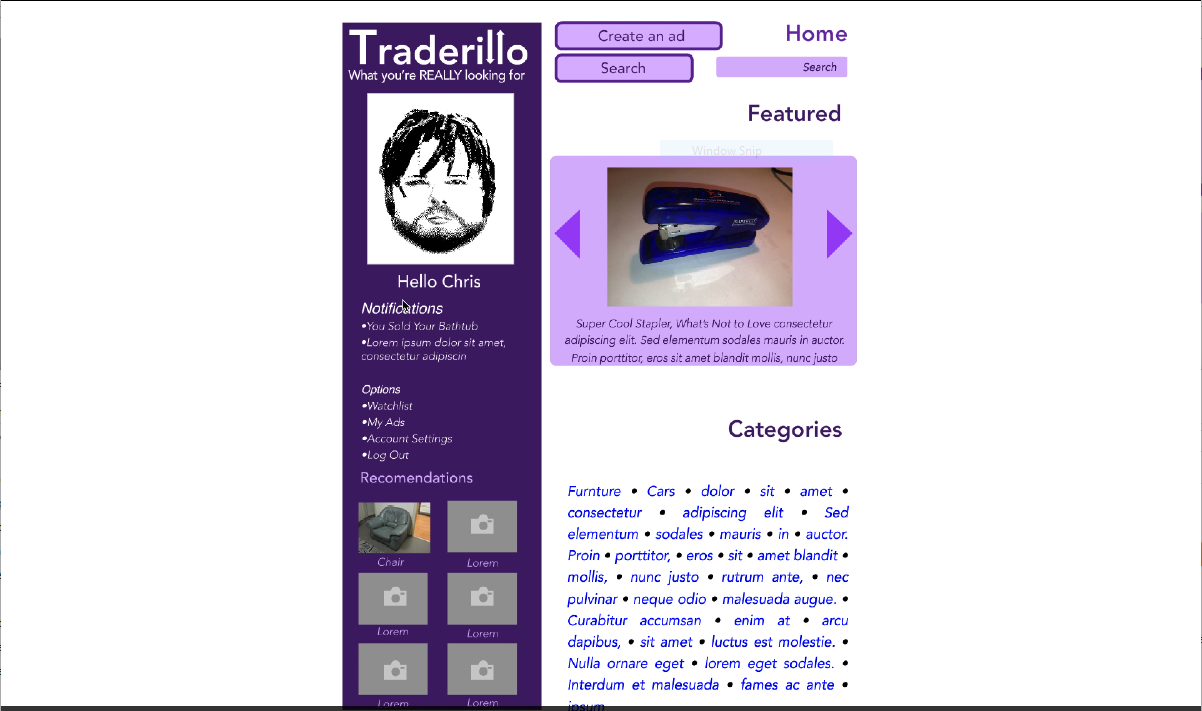 Traderillo
What you're REALLY looking for
Hello Chris
Notifications
•You Sold Your Bathtub
•Lorem ipsum dolor sit amet,
consectetur adipiscin
Options
•Watchlist
•My Ads
•Account Settings
•Log Out
Recomendations
Chair
Lorem
Lorem
Lorem
Lorem
Lorem
Create an ad
Home
Search
Search
Featured
Window Snip
Super Cool Stapler, What's Not to Love consectetur
adipiscing elit. Sed elementum sodales mauris in auctor.
Proin porttitor, eros sit amet blandit mollis, nunc justo
Categories
Furnture • Cars • dolor • sit • amet •
consectetur • adipiscing elit • Sed
elementum • sodales • mauris • in • auctor.
Proin • porttitor, • eros • sit • amet blandit •
mollis, • nunc justo • rutrum ante, • nec
pulvinar • neque odio • malesuada augue. •
Curabitur accumsan • enim at • arcu
dapibus, • sit amet • luctus est molestie. •
Nulla ornare eget • lorem eget sodales. •
Interdum et malesuada • fames ac ante •
ipsum